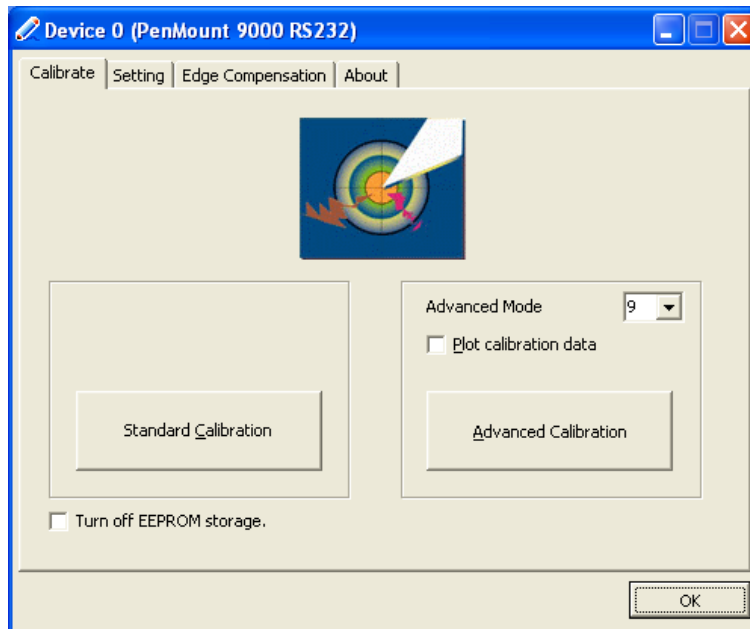 Device 0 (PenMount 9000 RS232)
Calibrate Setting Edge Compensation About
Advanced Mode 9
Plot calibration data
Standard Calibration
Advanced Calibration
Turn off EEPROM storage.
OK